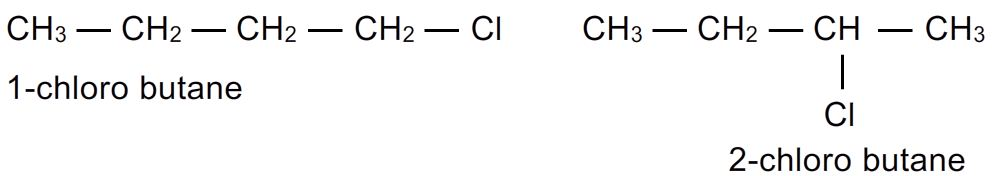 CH₃ — CH₂ — CH₂ — CH₂ — Cl
1-chloro butane
CH₃ — CH₂ — CH — CH₃
|
Cl
2-chloro butane